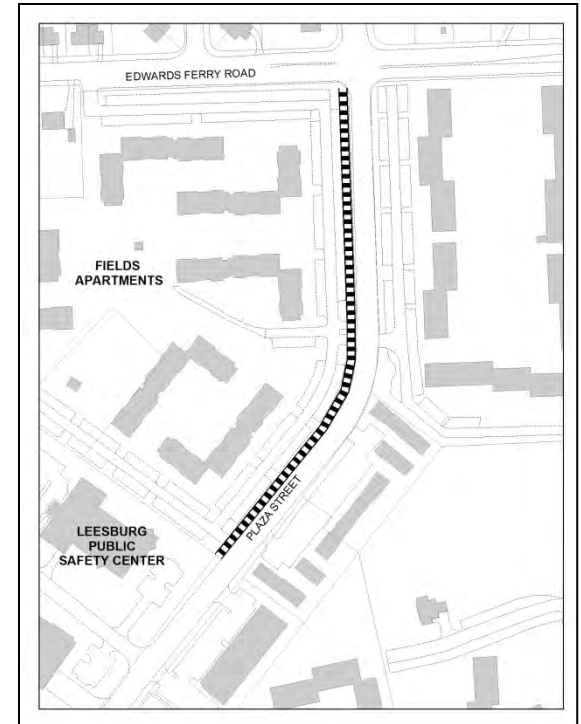 EDWARDS FERRY ROAD
FIELDS
APARTMENTS
PLAZA STREET
LEESBURG
PUBLIC
SAFETY CENTER